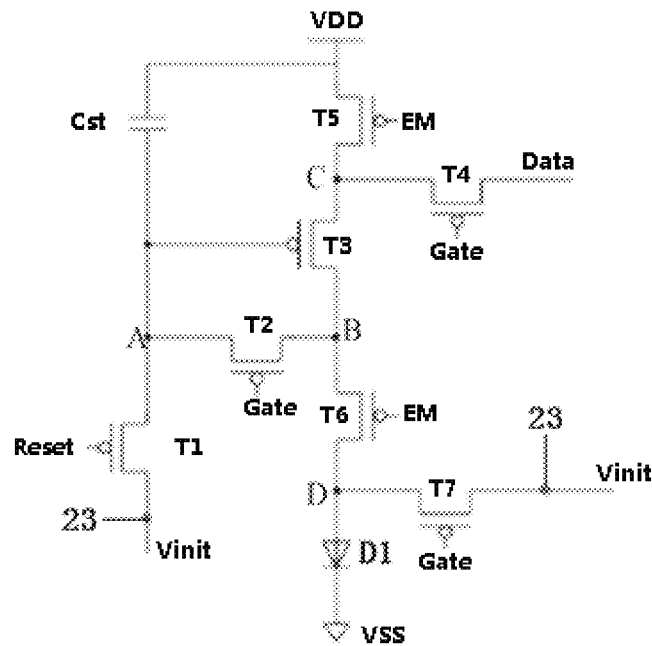 VDD
Cst
T5
EM
C
T4
Data
Gate
T3
A
T2
B
Gate
T6
EM
Reset
T1
23
Vinit
D
T7
23
Vinit
Gate
D1
VSS